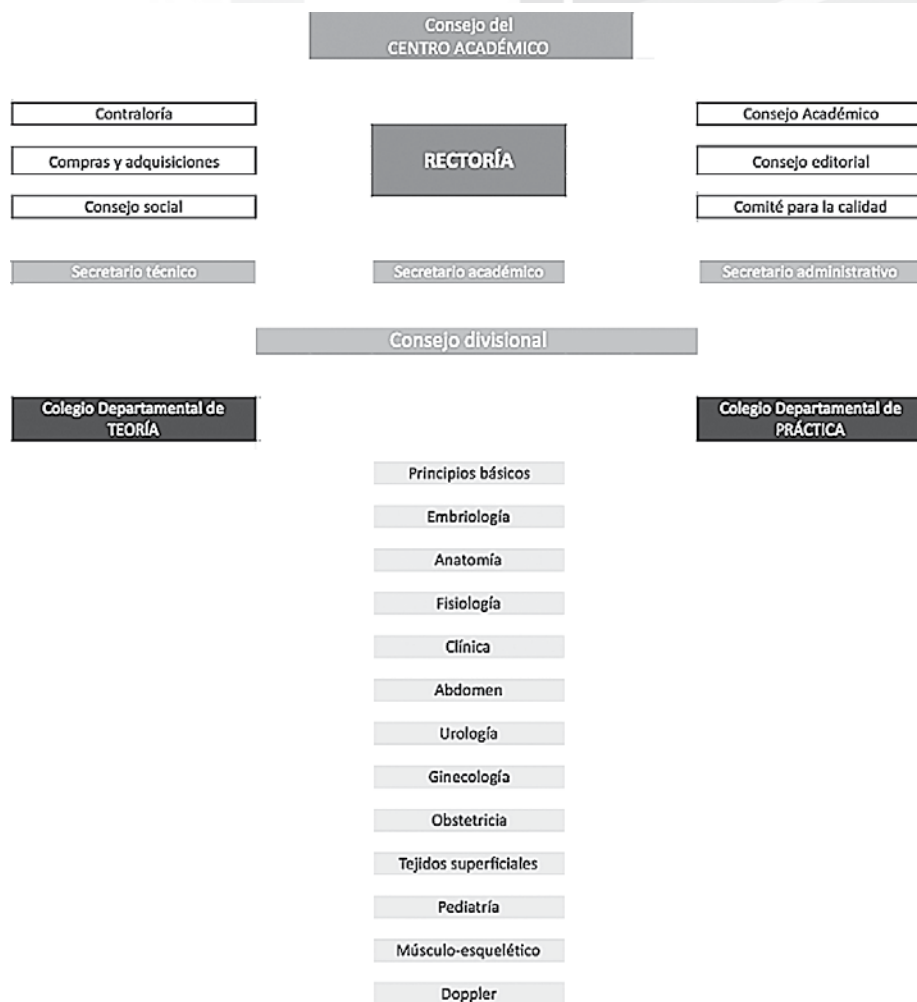 Consejo del
CENTRO ACADÉMICO
Contraloría
Consejo Académico
Compras y adquisiciones
RECTORÍA
Consejo editorial
Consejo social
Comité para la calidad
Secretario técnico
Secretario académico
Secretario administrativo
Consejo divisional
Colegio Departamental de
TEORÍA
Colegio Departamental de
PRÁCTICA
Principios básicos
Embriología
Anatomía
Fisiología
Clínica
Abdomen
Urología
Ginecología
Obstetricia
Tejidos superficiales
Pediatría
Músculo-esquelético
Doppler